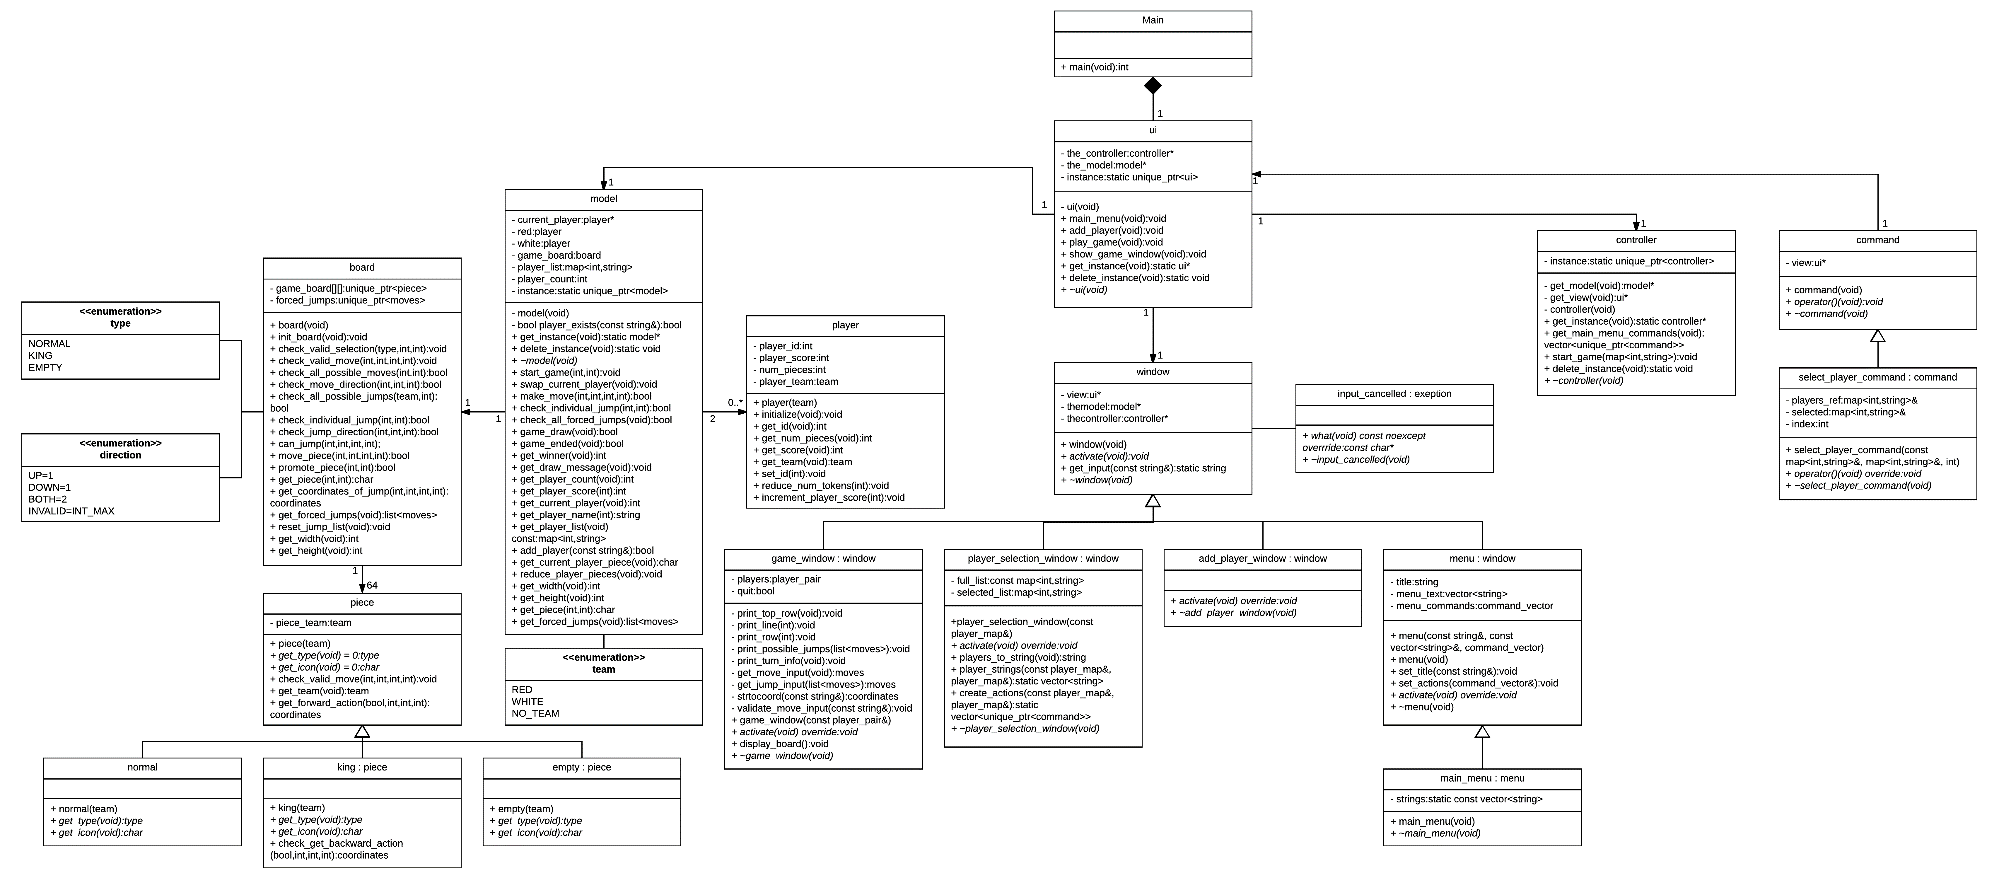 Main
+ main(void):int
1
ui
- the_controller:controller*
- the_model:model*
- instance:static unique_ptr<ui>
- ui(void)
+ main_menu(void):void
+ add_player(void):void
+ play_game(void):void
+ show_game_window(void):void
+ get_instance(void):static ui*
+ delete_instance(void):static void
+ ~ui(void)
1
1
1
1
1
1
1
1
model
- current_player:player*
- red:player
- white:player
- game_board:board
- player_list:map<int,string>
- player_count:int
- instance:static unique_ptr<model>
- model(void)
- bool player_exists(const string&):bool
+ get_instance(void):static model*
+ delete_instance(void):static void
+ ~model(void)
+ start_game(int,int):void
+ swap_current_player(void):void
+ make_move(int,int,int,int):bool
+ check_individual_jump(int,int):bool
+ check_all_forced_jumps(void):bool
+ game_draw(void):bool
+ game_ended(void):bool
+ get_winner(void):int
+ get_draw_message(void):void
+ get_player_count(void):int
+ get_player_score(int):int
+ get_current_player(void):int
+ get_player_name(int):string
+ get_player_list(void)
const:map<int,string>
+ add_player(const string&):bool
+ get_current_player_piece(void):char
+ reduce_player_pieces(void):void
+ get_width(void):int
+ get_height(void):int
+ get_piece(int,int):char
+ get_forced_jumps(void):list<moves>
<<enumeration>>
team
RED
WHITE
NO_TEAM
1
1
2
0..*
board
- game_board[][]:unique_ptr<piece>
- forced_jumps:unique_ptr<moves>
+ board(void)
+ init_board(void):void
+ check_valid_selection(type,int,int):void
+ check_valid_move(int,int,int,int):void
+ check_all_possible_moves(int,int):bool
+ check_move_direction(int,int,int):bool
+ check_all_possible_jumps(team,int):
bool
+ check_individual_jump(int,int):bool
+ check_jump_direction(int,int,int):bool
+ can_jump(int,int,int,int);
+ move_piece(int,int,int,int):bool
+ promote_piece(int,int):bool
+ get_piece(int,int):char
+ get_coordinates_of_jump(int,int,int,int):
coordinates
+ get_forced_jumps(void):list<moves>
+ reset_jump_list(void):void
+ get_width(void):int
+ get_height(void):int
<<enumeration>>
type
NORMAL
KING
EMPTY
<<enumeration>>
direction
UP=1
DOWN=1
BOTH=2
INVALID=INT_MAX
1
64
piece
- piece_team:team
+ piece(team)
+ get_type(void) = 0:type
+ get_icon(void) = 0:char
+ check_valid_move(int,int,int,int):void
+ get_team(void):team
+ get_forward_action(bool,int,int,int):
coordinates
normal
+ normal(team)
+ get_type(void):type
+ get_icon(void):char
king : piece
+ king(team)
+ get_type(void):type
+ get_icon(void):char
+ check_get_backward_action
(bool,int,int,int):coordinates
empty : piece
+ empty(team)
+ get_type(void):type
+ get_icon(void):char
player
- player_id:int
- player_score:int
- num_pieces:int
- player_team:team
+ player(team)
+ initialize(void):void
+ get_id(void):int
+ get_num_pieces(void):int
+ get_score(void):int
+ get_team(void):team
+ set_id(int):void
+ reduce_num_tokens(int):void
+ increment_player_score(int):void
window
- view:ui*
- themodel:model*
- thecontroller:controller*
+ window(void)
+ activate(void):void
+ get_input(const string&):static string
+ ~window(void)
input_cancelled : exeption
+ what(void) const noexcept
overrride:const char*
+ ~input_cancelled(void)
controller
- instance:static unique_ptr<controller>
- get_model(void):model*
- get_view(void):ui*
- controller(void)
+ get_instance(void):static controller*
+ get_main_menu_commands(void):
vector<unique_ptr<command>>
+ start_game(map<int,string>):void
+ delete_instance(void):static void
+ ~controller(void)
command
- view:ui*
+ command(void)
+ operator()(void):void
+ ~command(void)
select_player_command : command
- players_ref:map<int,string>&
- selected:map<int,string>&
- index:int
+ select_player_command(const
map<int,string>&, map<int,string>&, int)
+ operator()(void) override:void
+ ~select_player_command(void)
game_window : window
- players:player_pair
- quit:bool
- print_top_row(void):void
- print_line(int):void
- print_row(int):void
- print_possible_jumps(list<moves>):void
- print_turn_info(void):void
- get_move_input(void):moves
- get_jump_input(list<moves>):moves
- strtocoord(const string&):coordinates
- validate_move_input(const string&):void
+ game_window(const player_pair&)
+ activate(void) override:void
+ display_board():void
+ ~game_window(void)
player_selection_window : window
- full_list:const map<int,string>
- selected_list:map<int,string>
+player_selection_window(const
player_map&)
+ activate(void) override:void
+ players_to_string(void):string
+ player_strings(const player_map&,
player_map&):static vector<string>
+ create_actions(const player_map&,
player_map&):static
vector<unique_ptr<command>>
+ ~player_selection_window(void)
add_player_window : window
+ activate(void) override:void
+ ~add_player_window(void)
menu : window
- title:string
- menu_text:vector<string>
- menu_commands:command_vector
+ menu(const string&, const
vector<string>&, command_vector)
+ menu(void)
+ set_title(const string&):void
+ set_actions(command_vector&):void
+ activate(void) override:void
+ ~menu(void)
main_menu : menu
- strings:static const vector<string>
+ main_menu(void)
+ ~main_menu(void)